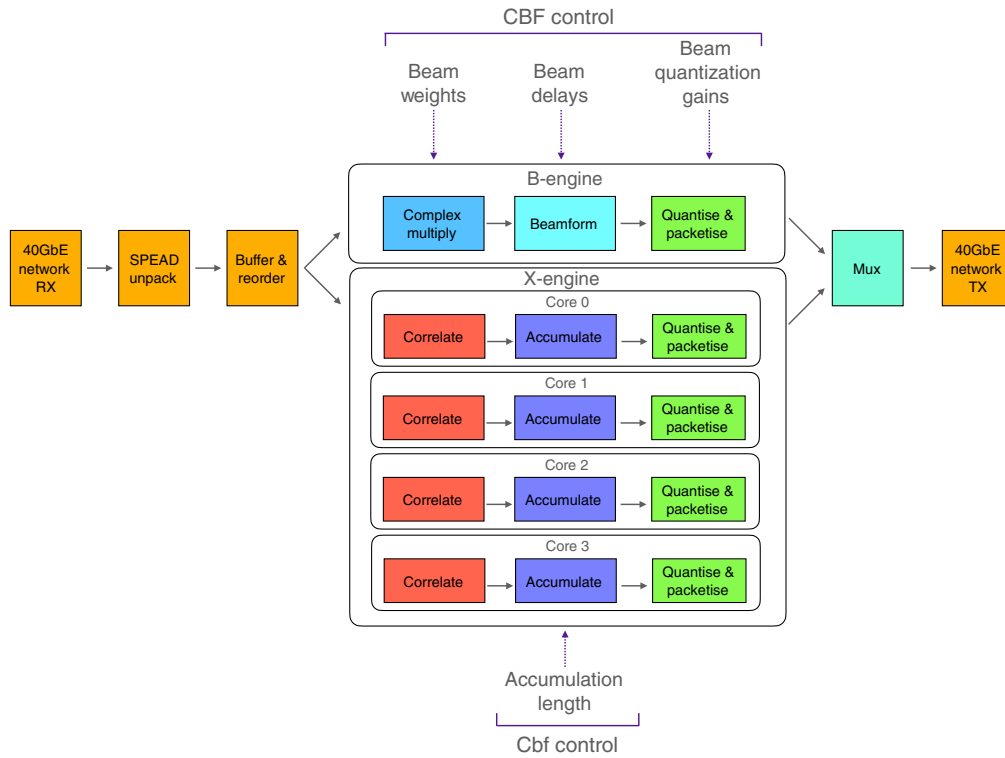 CBF control
Beam
weights
Beam
delays
Beam
quantization
gains
B-engine
Complex
multiply
Beamform
Quantise &
packetise
40GbE
network
RX
SPEAD
unpack
Buffer &
reorder
Mux
40GbE
network
TX
X-engine
Core 0
Correlate
Accumulate
Quantise &
packetise
Core 1
Correlate
Accumulate
Quantise &
packetise
Core 2
Correlate
Accumulate
Quantise &
packetise
Core 3
Correlate
Accumulate
Quantise &
packetise
Accumulation
length
Cbf control